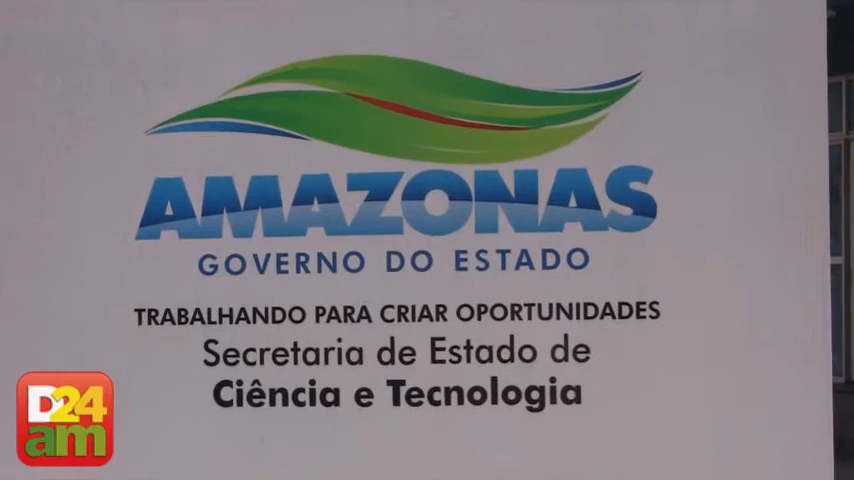 AMAZONAS
GOVERNO DO ESTADO
TRABALHANDO PARA CRIAR OPORTUNIDADES
Secretaria de Estado de
Ciência e Tecnologia
D24
am